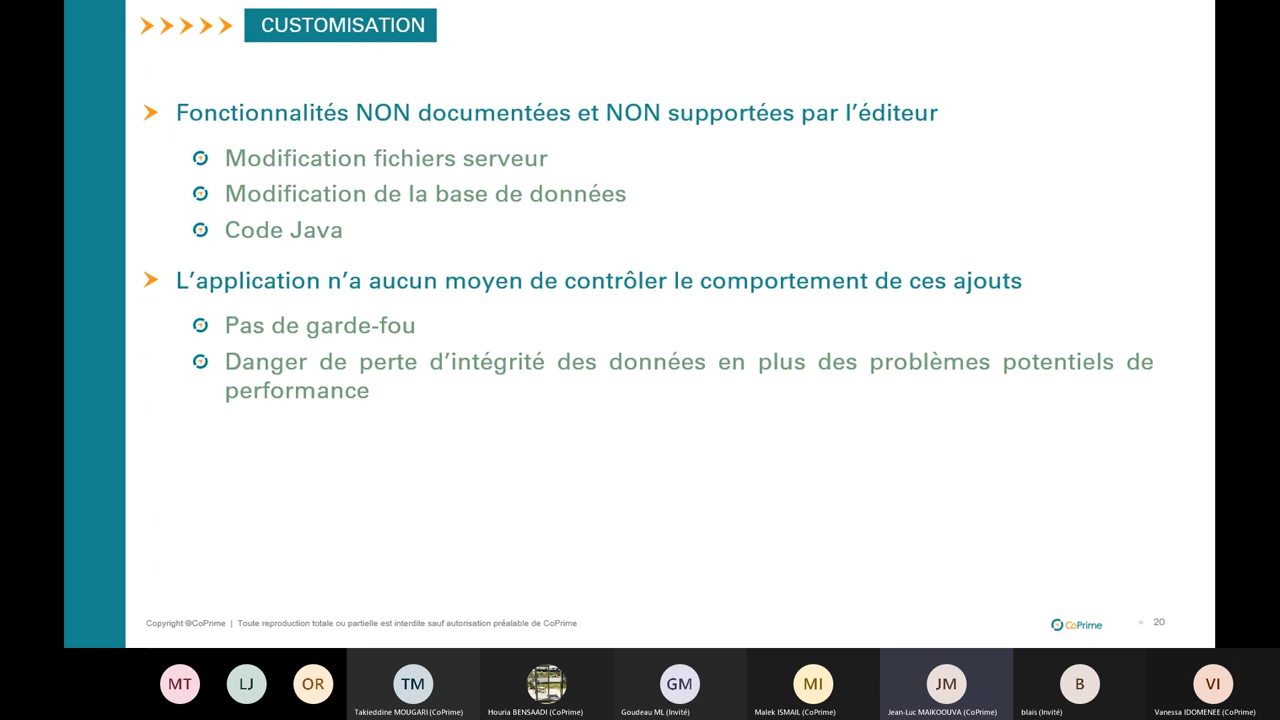 CUSTOMISATION
Fonctionnalités NON documentées et NON supportées par l’éditeur
Modification fichiers serveur
Modification de la base de données
Code Java
L’application n’a aucun moyen de contrôler le comportement de ces ajouts
Pas de garde-fou
Danger de perte d’intégrité des données en plus des problèmes potentiels de
performance
Copyright ©CoPrime | Toute reproduction totale ou partielle est interdite sauf autorisation préalable de CoPrime
CoPrime
20
MT LJ OR TM GM MI JM B VI
Takieddine MOUGARI (CoPrime) Houria BENSAADI (CoPrime) Goudeau ML (Invité) Malek ISMAIL (CoPrime) Jean-Luc MAIKOOUVA (CoPrime) blais (Invité) Vanessa IDOMENEE (CoPrime)